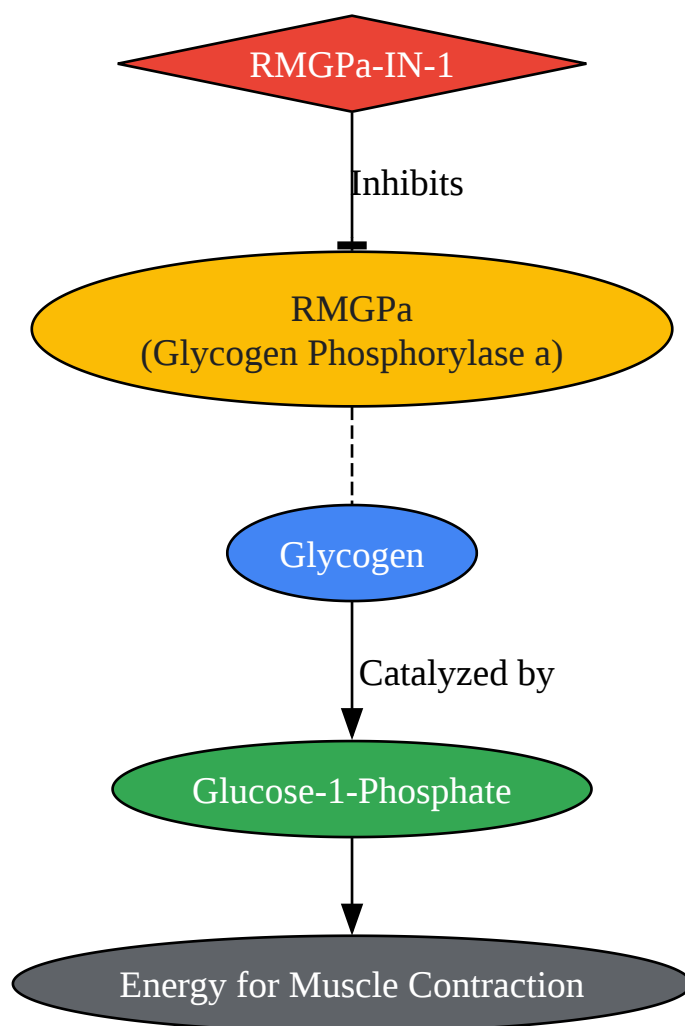 RMGPa-IN-1
Inhibits
RMGPa
(Glycogen Phosphorylase a)
Glycogen
Catalyzed by
Glucose-1-Phosphate
Energy for Muscle Contraction